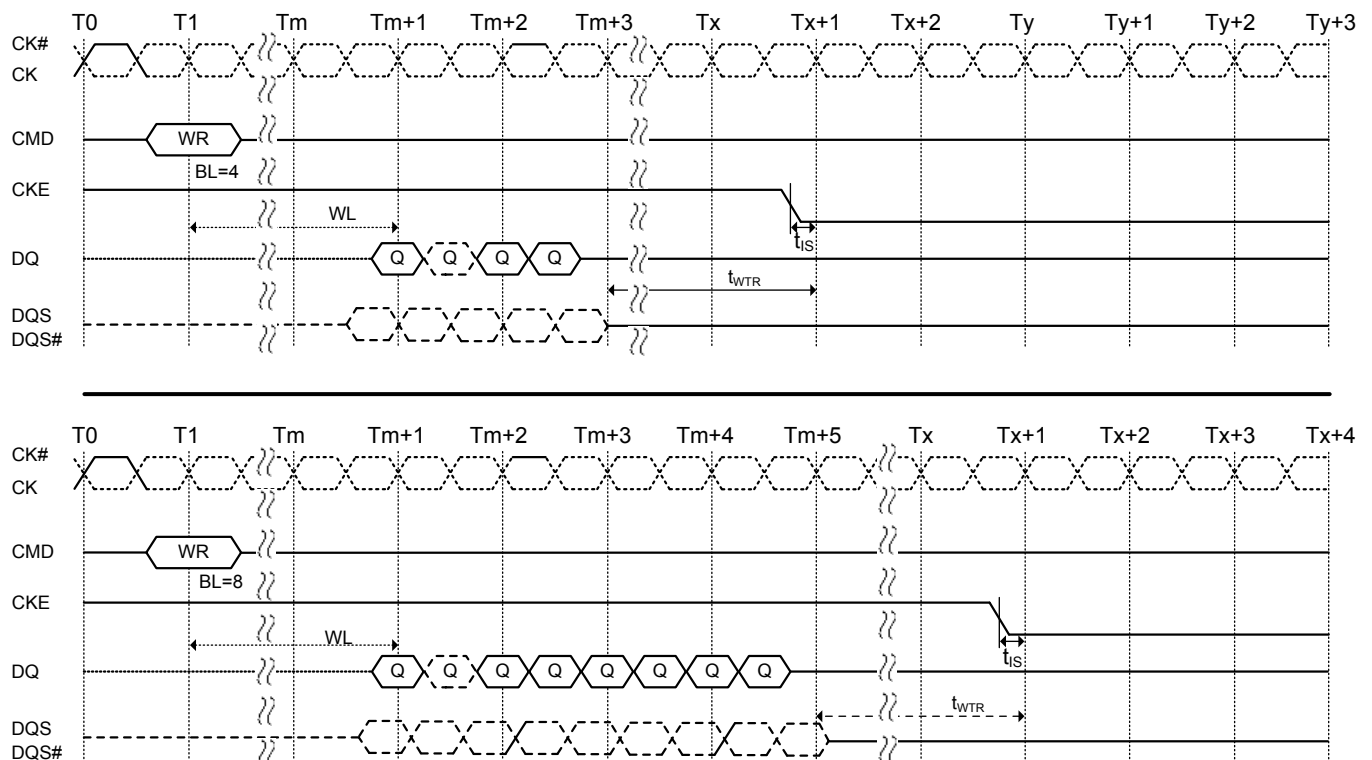 T0 T1 Tm Tm+1 Tm+2 Tm+3 Tx Tx+1 Tx+2 Ty Ty+1 Ty+2 Ty+3
CK#
CK
CMD WR
BL=4
CKE
WL
tIS
DQ Q Q Q Q
tWTR
DQS
DQS#
T0 T1 Tm Tm+1 Tm+2 Tm+3 Tm+4 Tm+5 Tx Tx+1 Tx+2 Tx+3 Tx+4
CK#
CK
CMD WR
BL=8
CKE
WL
tIS
DQ Q Q Q Q Q Q Q Q
tWTR
DQS
DQS#